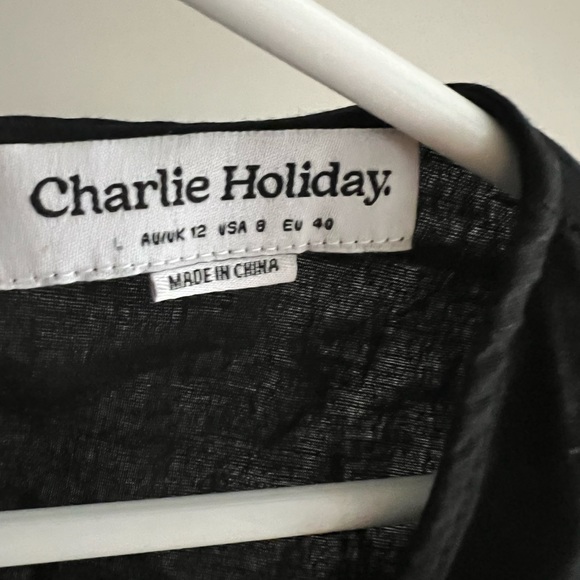 Charlie Holiday.
L AU/UK 12 USA 8 EU 40
MADE IN CHINA